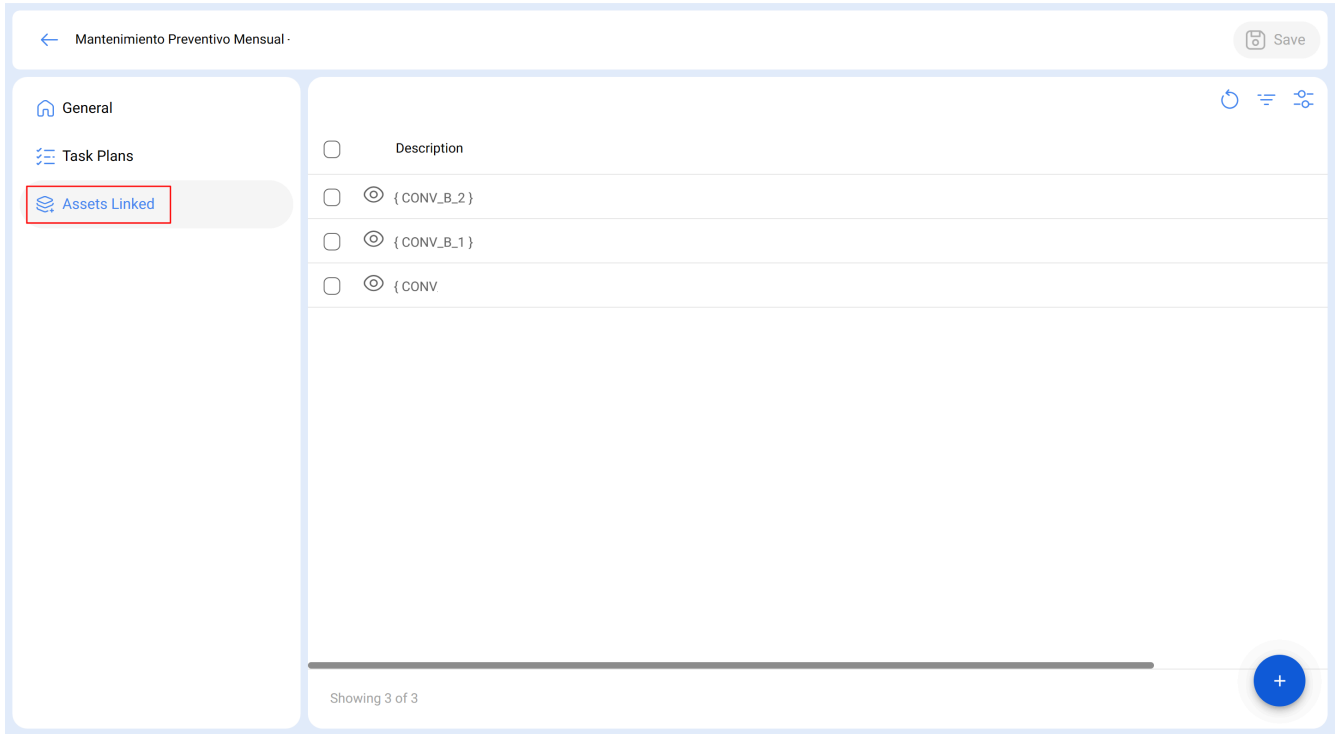 Mantenimiento Preventivo Mensual ·
Save
General
Task Plans
Assets Linked
Description
{ CONV_B_2 }
{ CONV_B_1 }
{ CONV
Showing 3 of 3
+